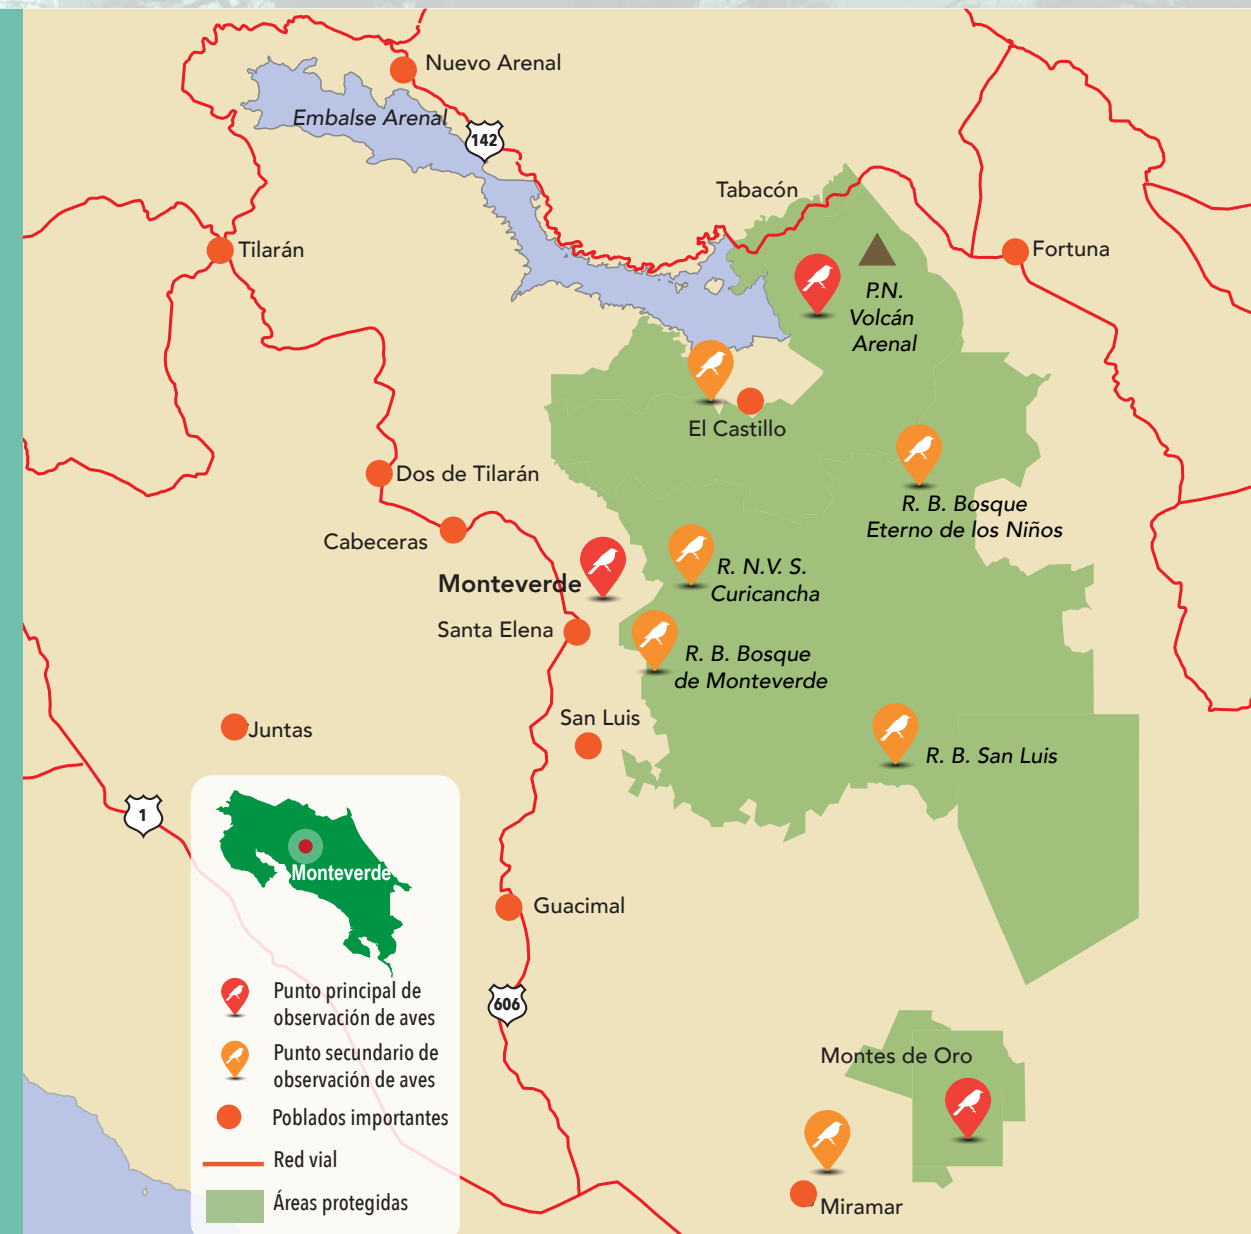 Nuevo Arenal
Embalse Arenal
142
Tabacón
Tilarán
Fortuna
P.N.
Volcán
Arenal
El Castillo
Dos de Tilarán
R. B. Bosque
Eterno de los Niños
Cabeceras
R. N.V. S.
Curicancha
Monteverde
Santa Elena
R. B. Bosque
de Monteverde
San Luis
Juntas
R. B. San Luis
1
Monteverde
Guacimal
606
Punto principal de
observación de aves
Punto secundario de
observación de aves
Poblados importantes
Red vial
Áreas protegidas
Montes de Oro
Miramar